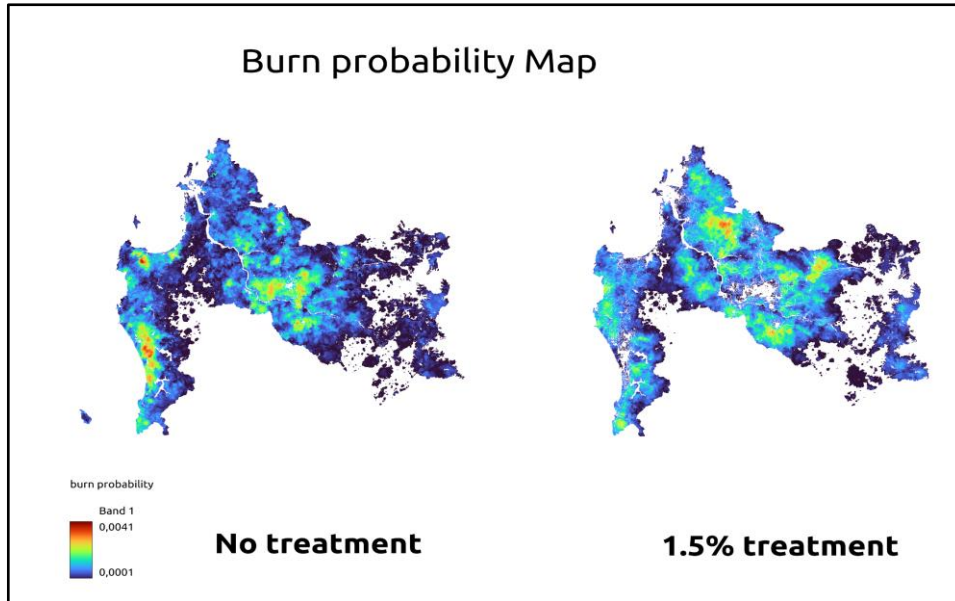 Burn probability Map
burn probability
Band 1
0,0041
0,0001
No treatment
1.5% treatment